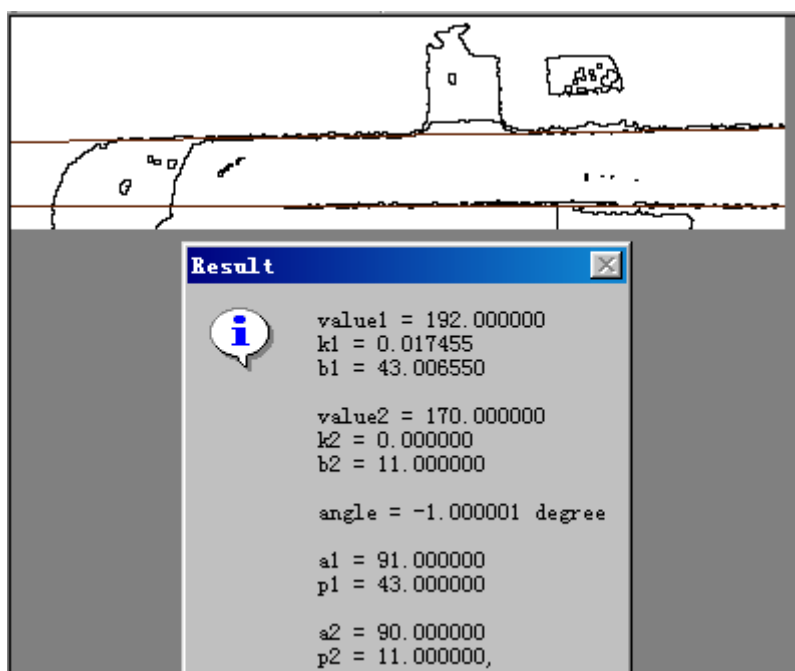 Result
value1 = 192.000000
k1 = 0.017455
b1 = 43.006550
value2 = 170.000000
k2 = 0.000000
b2 = 11.000000
angle = -1.000001 degree
a1 = 91.000000
p1 = 43.000000
a2 = 90.000000
p2 = 11.000000,